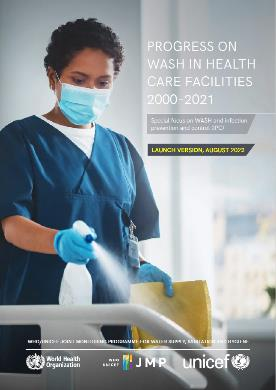 PROGRESS ON
WASH IN HEALTH
CARE FACILITIES
2000–2021
Special focus on WASH and infection
prevention and control (IPC)
LAUNCH VERSION, AUGUST 2022
WHO/UNICEF JOINT MONITORING PROGRAMME FOR WATER SUPPLY, SANITATION AND HYGIENE
World Health
Organization
WHO
UNICEF
JMP
unicef